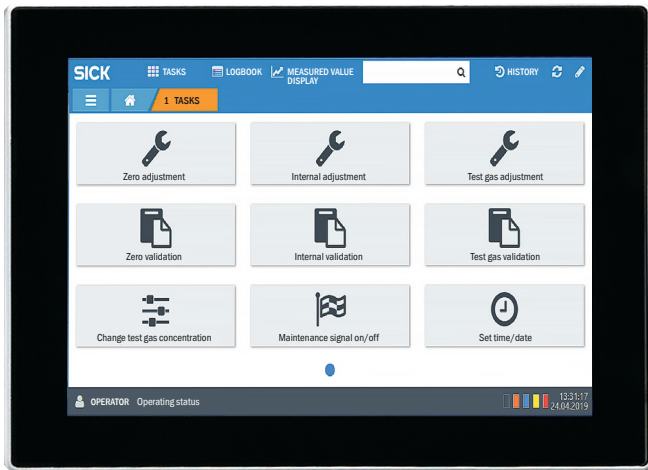 SICK
TASKS
LOGBOOK
MEASURED VALUE
DISPLAY
HISTORY
1 TASKS
Zero adjustment
Internal adjustment
Test gas adjustment
Zero validation
Internal validation
Test gas validation
Change test gas concentration
Maintenance signal on/off
Set time/date
OPERATOR Operating status
13:31:17
24.04.2019